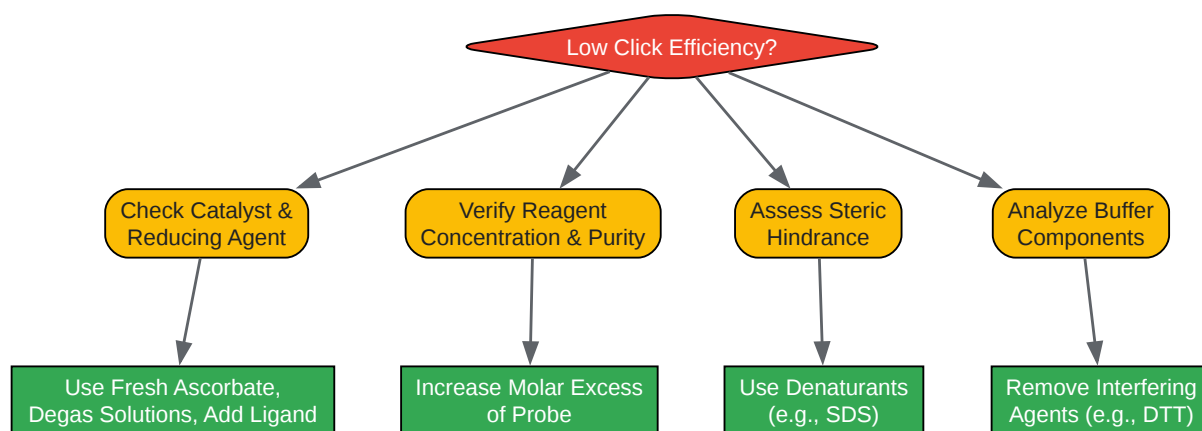 Low Click Efficiency?
Check Catalyst &
Reducing Agent
Verify Reagent
Concentration & Purity
Assess Steric
Hindrance
Analyze Buffer
Components
Use Fresh Ascorbate,
Degas Solutions, Add Ligand
Increase Molar Excess
of Probe
Use Denaturants
(e.g., SDS)
Remove Interfering
Agents (e.g., DTT)